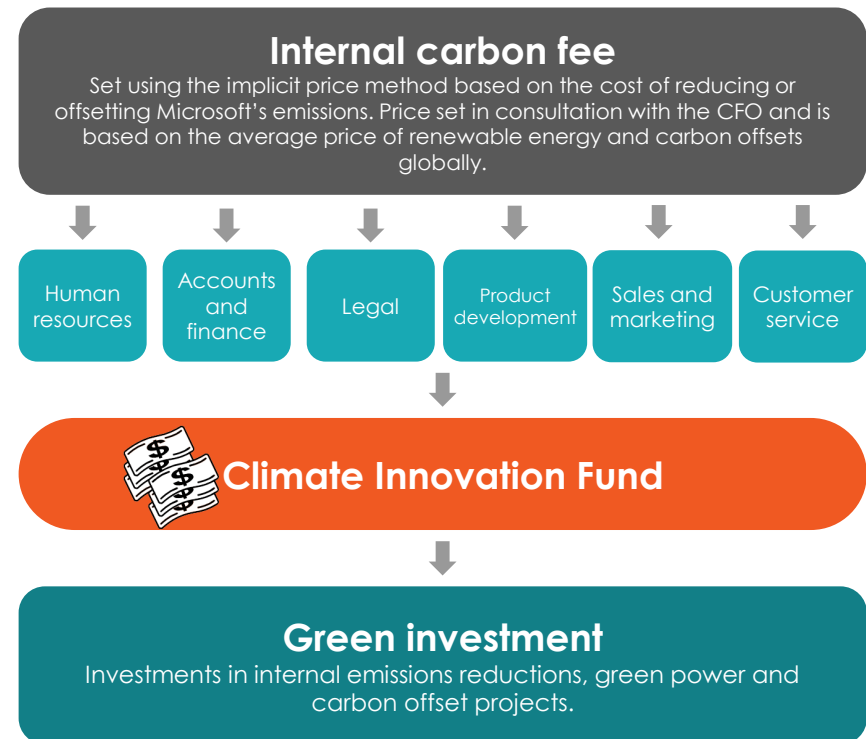 Internal carbon fee
Set using the implicit price method based on the cost of reducing or
offsetting Microsoft's emissions. Price set in consultation with the CFO and is
based on the average price of renewable energy and carbon offsets
globally.
Human
resources
Accounts
and
finance
Legal
Product
development
Sales and
marketing
Customer
service
$
$
$
$
Climate Innovation Fund
Green investment
Investments in internal emissions reductions, green power and
carbon offset projects.